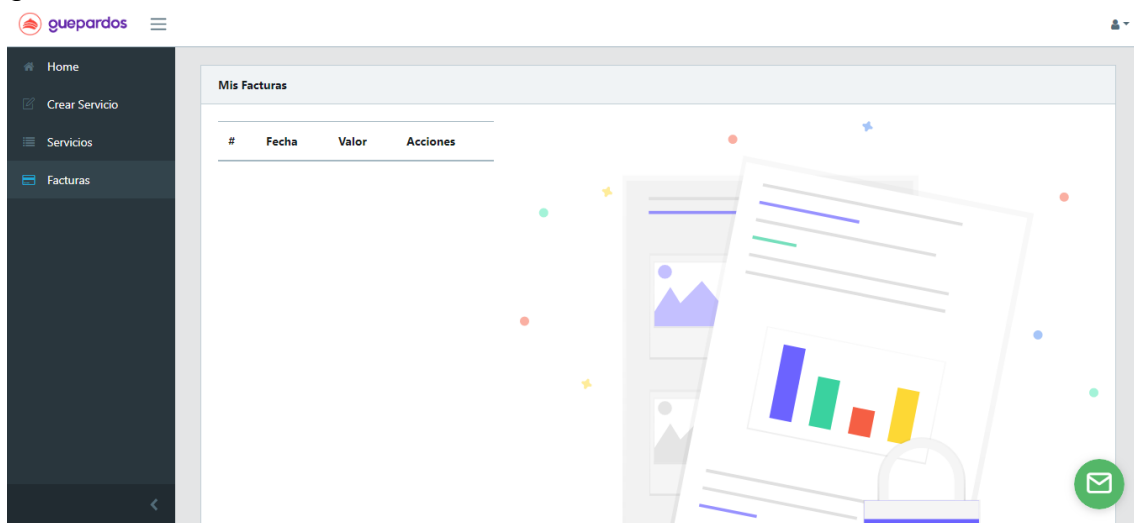 guepardos
Home
Crear Servicio
Servicios
Facturas
Mis Facturas
# Fecha Valor Acciones